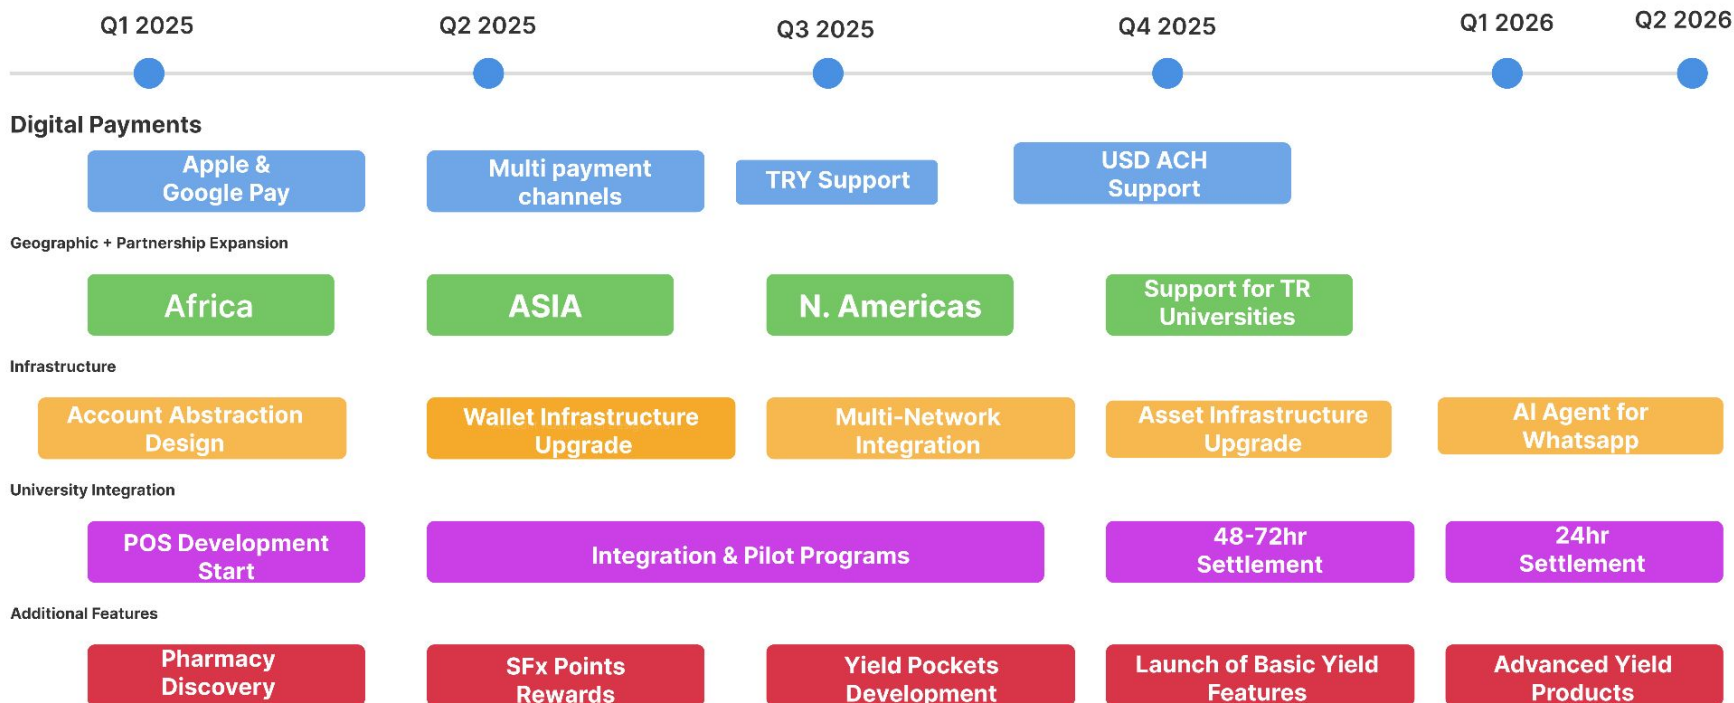 Q1 2025
Q2 2025
Q3 2025
Q4 2025
Q1 2026
Q2 2026
Digital Payments
Apple &
Google Pay
Multi payment
channels
TRY Support
USD ACH
Support
Geographic + Partnership Expansion
Africa
ASIA
N. Americas
Support for TR
Universities
Infrastructure
Account Abstraction
Design
Wallet Infrastructure
Upgrade
Multi-Network
Integration
Asset Infrastructure
Upgrade
AI Agent for
Whatsapp
University Integration
POS Development
Start
Integration & Pilot Programs
48-72hr
Settlement
24hr
Settlement
Additional Features
Pharmacy
Discovery
SFx Points
Rewards
Yield Pockets
Development
Launch of Basic Yield
Features
Advanced Yield
Products